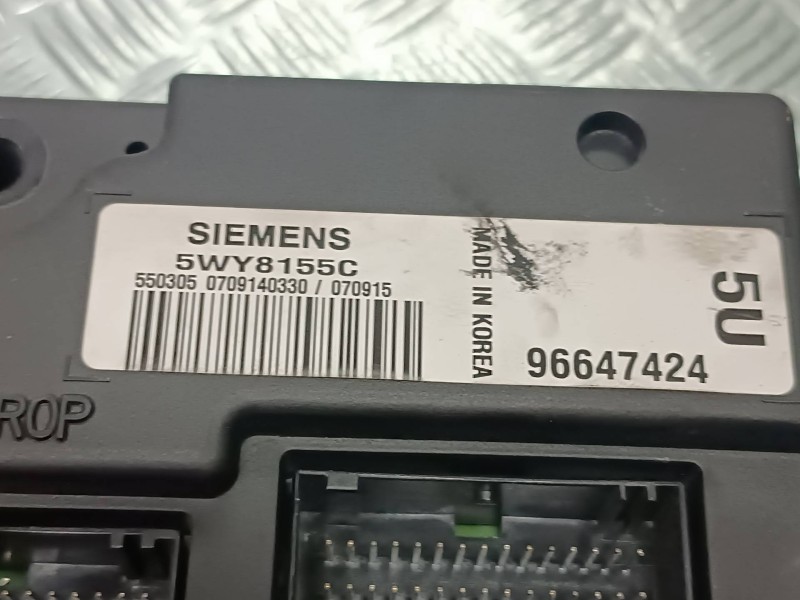 SIEMENS
5WY8155C
550305 0709140330 / 070915
MADE IN KOREA
5U
96647424
ROP